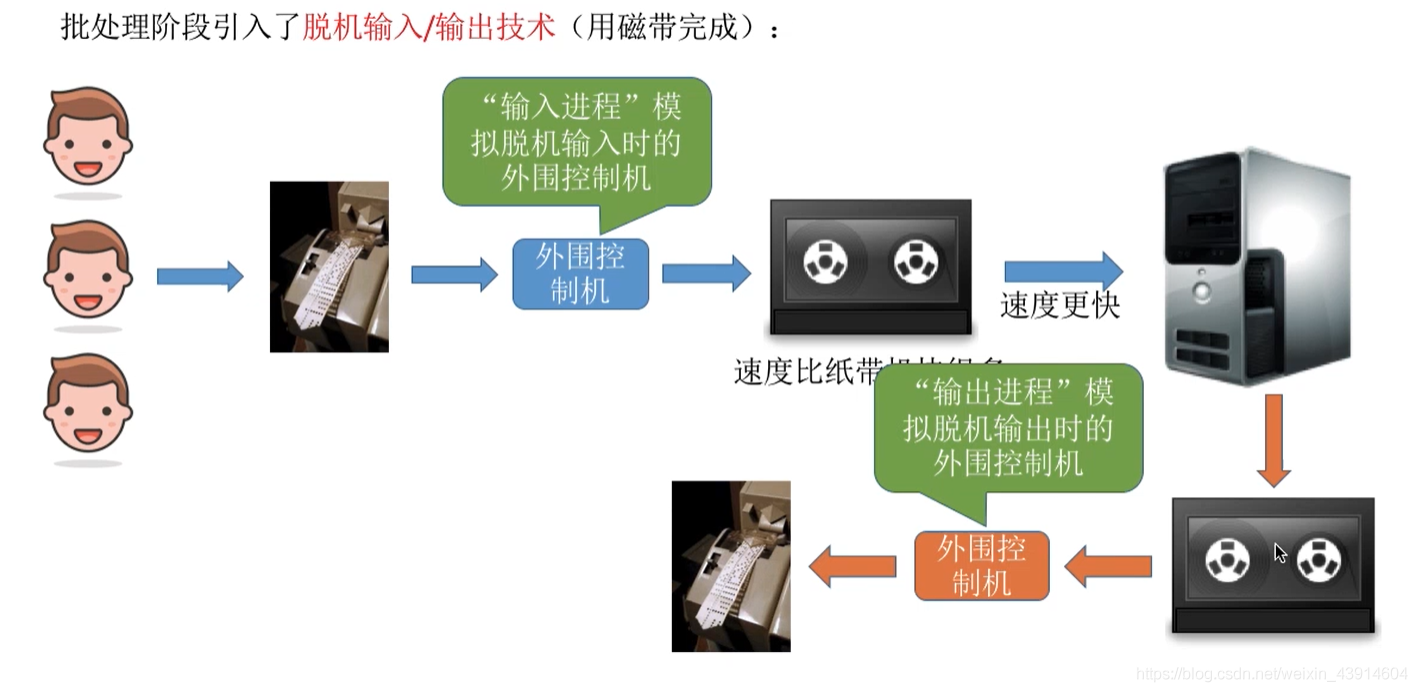 批处理阶段引入了脱机输入/输出技术（用磁带完成）：
“输入进程”模
拟脱机输入时的
外围控制机
外围控
制机
速度更快
速度比纸带
“输出进程”模
拟脱机输出时的
外围控制机
外围控
制机
https://blog.csdn.net/weixin_43914604